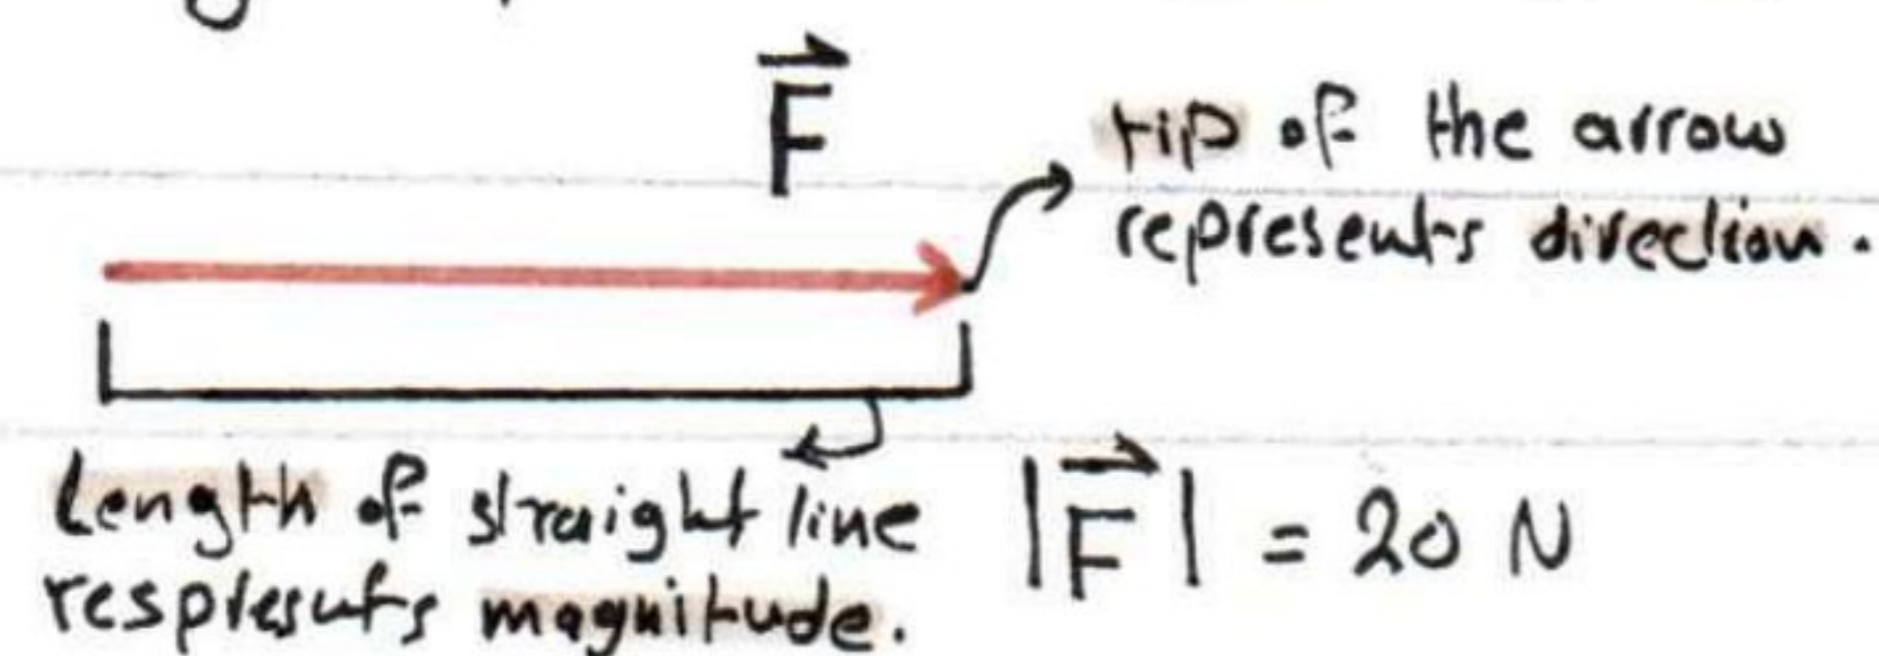 F⃗
tip of the arrow
represents direction.
Length of straight line
respresents magnitude.
|F⃗| = 20 N